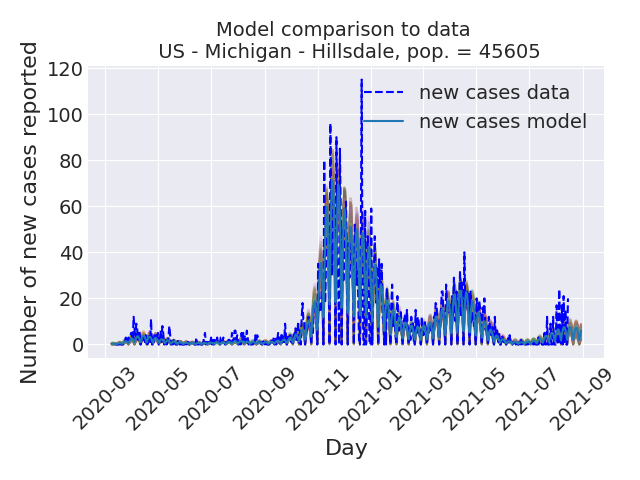 Model comparison to data
US - Michigan - Hillsdale, pop. = 45605
Number of new cases reported
120
100
80
60
40
20
0
new cases data
new cases model
2020-03
2020-05
2020-07
2020-09
2020-11
2021-01
2021-03
2021-05
2021-07
2021-09
Day